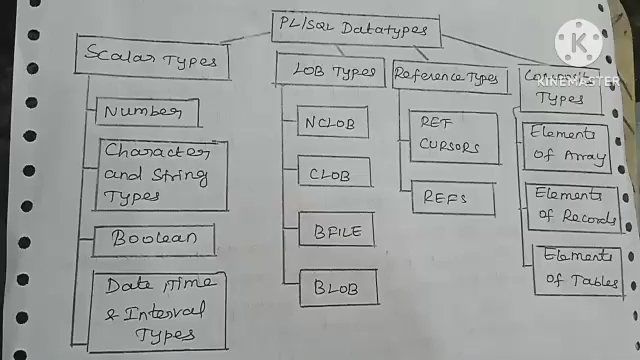 PL/SQL Datatypes
Scalar Types
Number
Character
and String
Types
Boolean
Date, Time
& Interval
Types
LOB Types
NCLOB
CLOB
BFILE
BLOB
Reference Types
REF
CURSORS
REFS
Composite
Types
Elements
of Array
Elements
of Records
Elements
of Tables
KINEMASTER